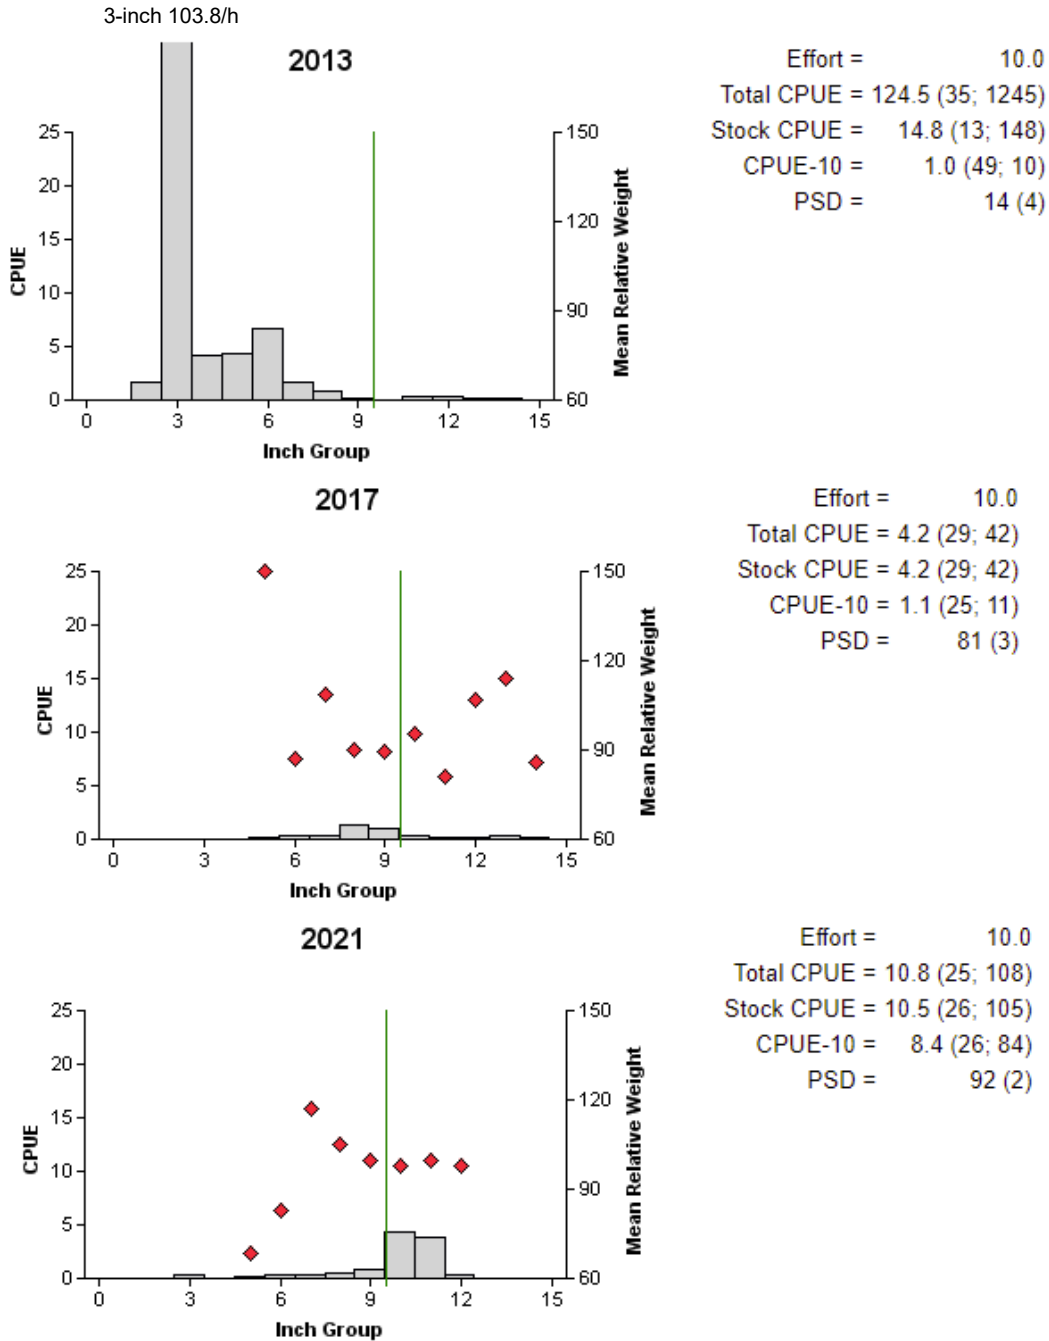 3-inch 103.8/h
2013
Effort = 10.0
Total CPUE = 124.5 (35; 1245)
Stock CPUE = 14.8 (13; 148)
CPUE-10 = 1.0 (49; 10)
PSD = 14 (4)
25
20
15
10
5
0
CPUE
150
120
90
60
Mean Relative Weight
0 3 6 9 12 15
Inch Group
2017
Effort = 10.0
Total CPUE = 4.2 (29; 42)
Stock CPUE = 4.2 (29; 42)
CPUE-10 = 1.1 (25; 11)
PSD = 81 (3)
25
20
15
10
5
0
CPUE
150
120
90
60
Mean Relative Weight
0 3 6 9 12 15
Inch Group
2021
Effort = 10.0
Total CPUE = 10.8 (25; 108)
Stock CPUE = 10.5 (26; 105)
CPUE-10 = 8.4 (26; 84)
PSD = 92 (2)
25
20
15
10
5
0
CPUE
150
120
90
60
Mean Relative Weight
0 3 6 9 12 15
Inch Group